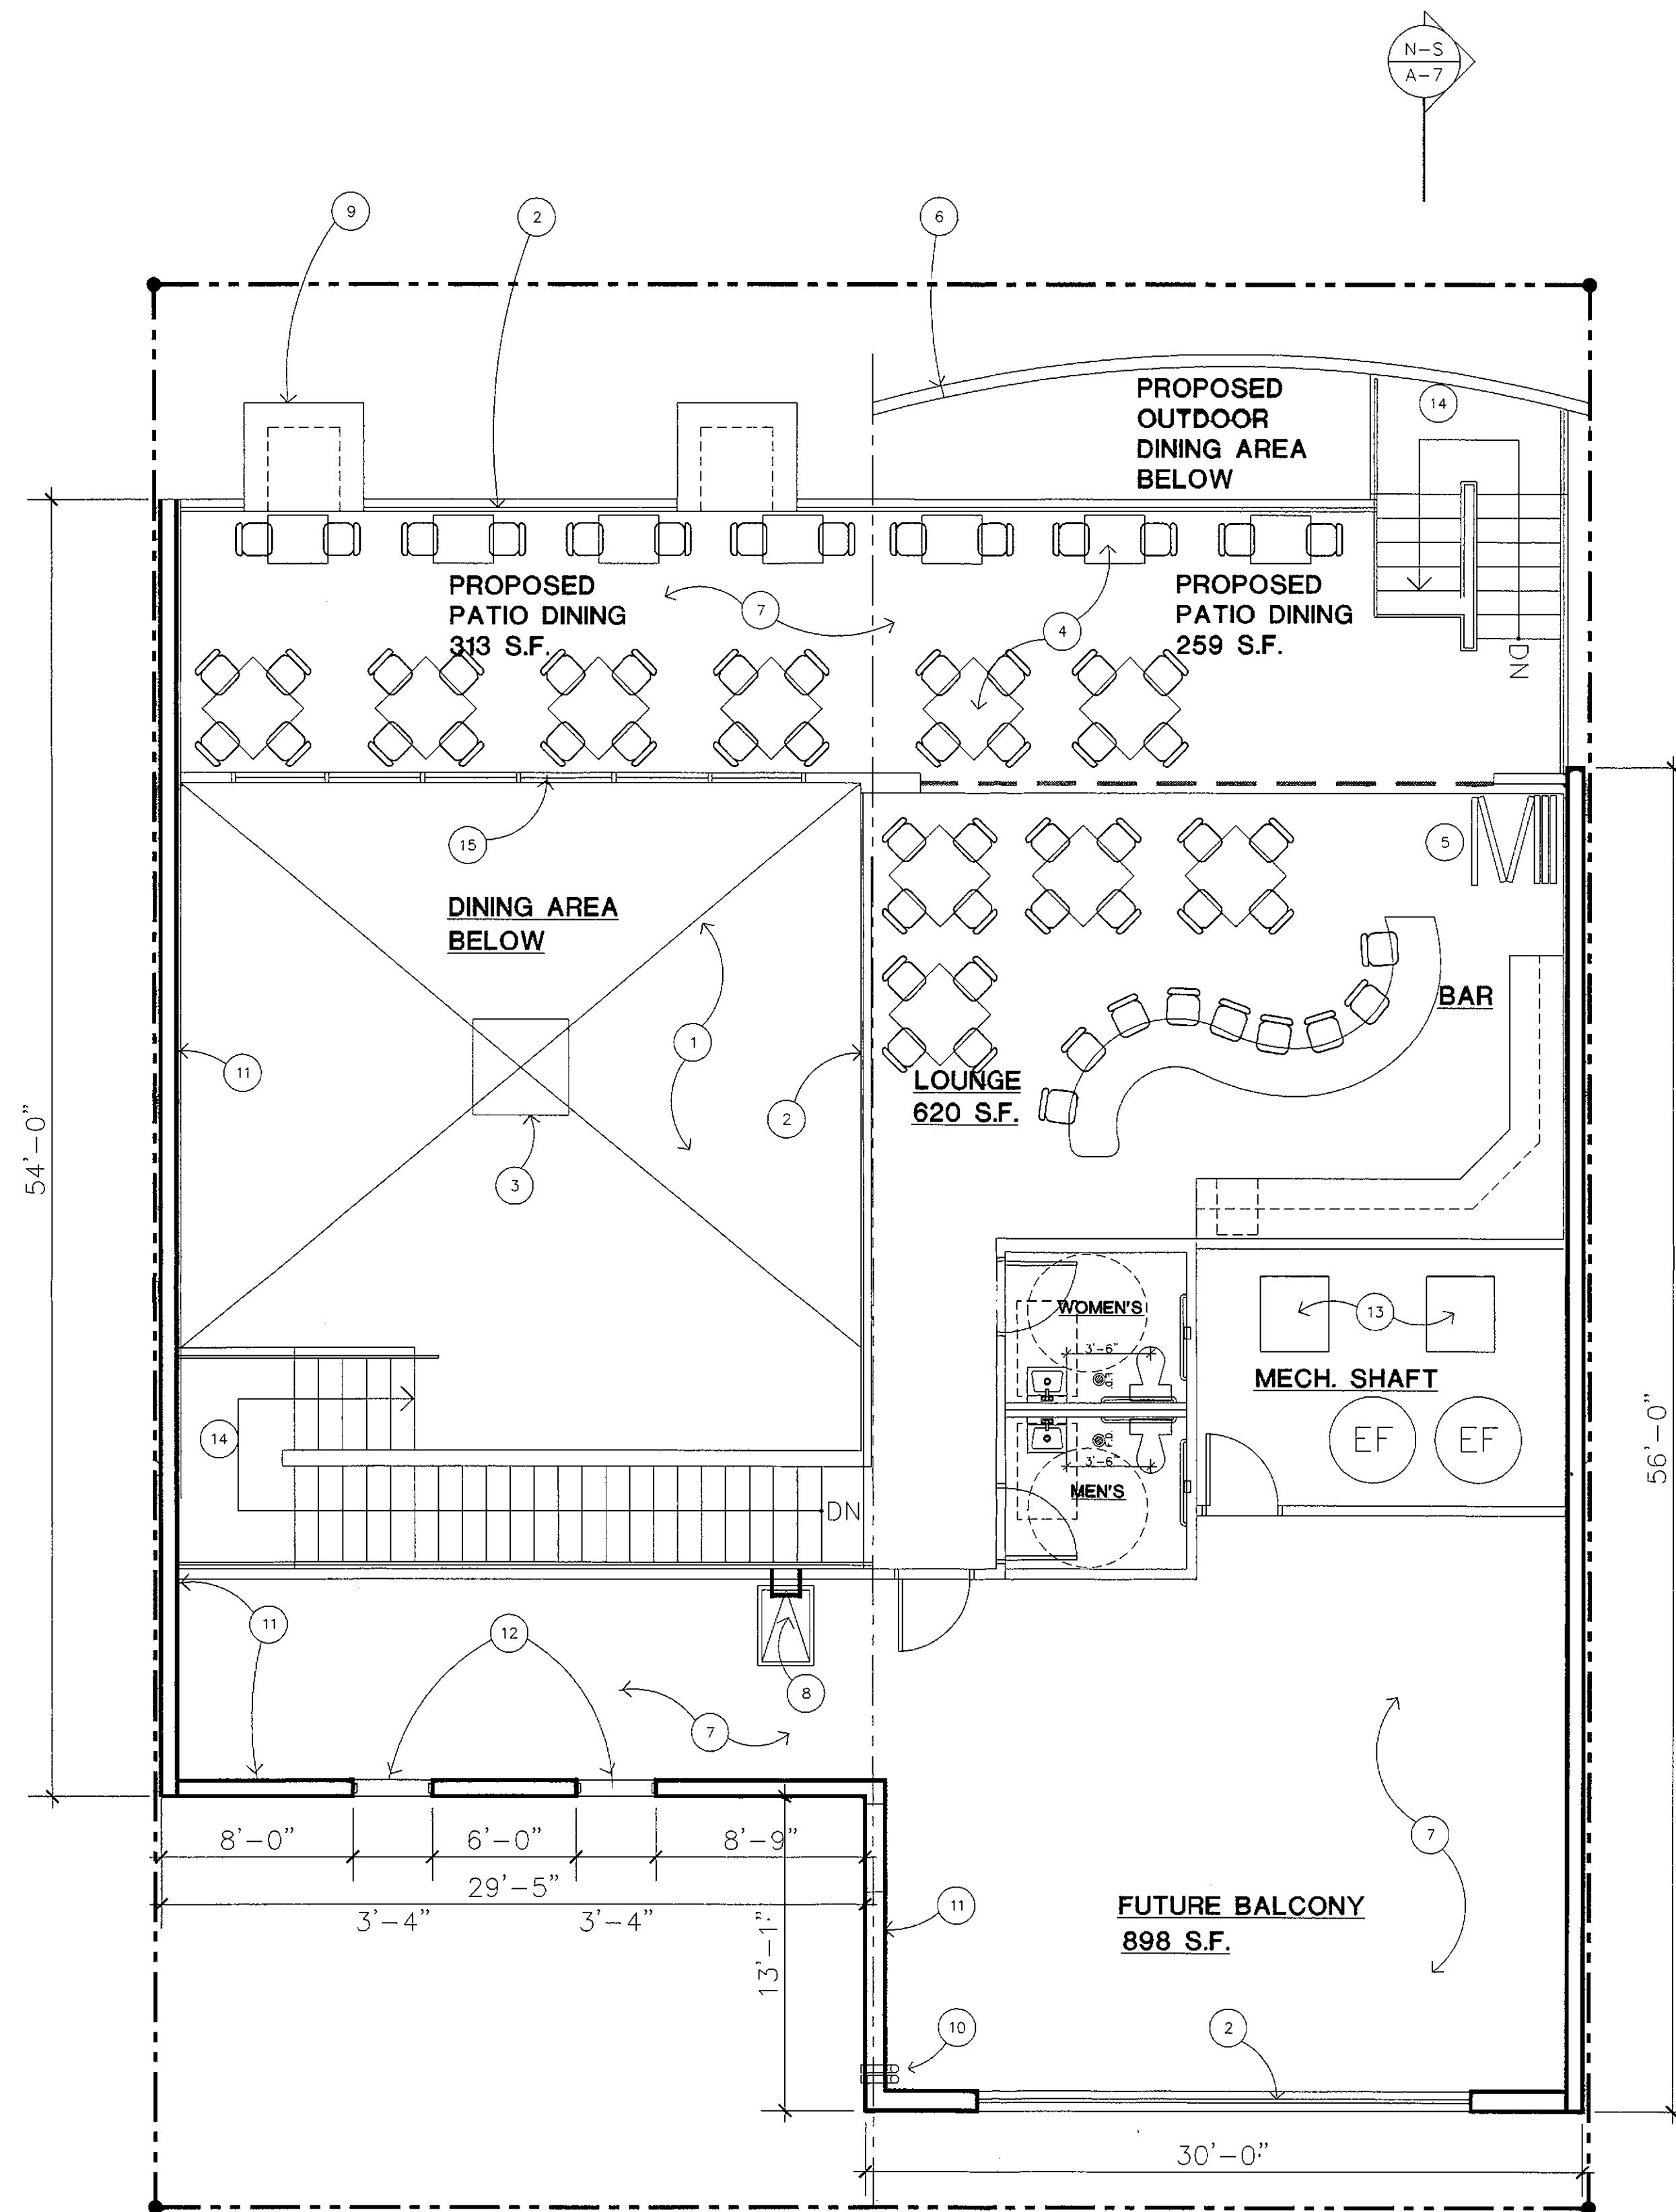 N-S
A-7
9
2
6
PROPOSED
OUTDOOR
DINING AREA
BELOW
14
PROPOSED
PATIO DINING
313 S.F.
7
4
PROPOSED
PATIO DINING
259 S.F.
DN
15
5
DINING AREA
BELOW
BAR
1
11
2
3
LOUNGE
620 S.F.
54'-0"
WOMEN'S
3'-6"
F.D.
13
MECH. SHAFT
EF
EF
56'-0"
14
F.D.
3'-6"
MEN'S
DN
11
12
8
7
7
8'-0"
6'-0"
8'-9"
29'-5"
3'-4"
3'-4"
13'-1"
11
FUTURE BALCONY
898 S.F.
10
2
30'-0"